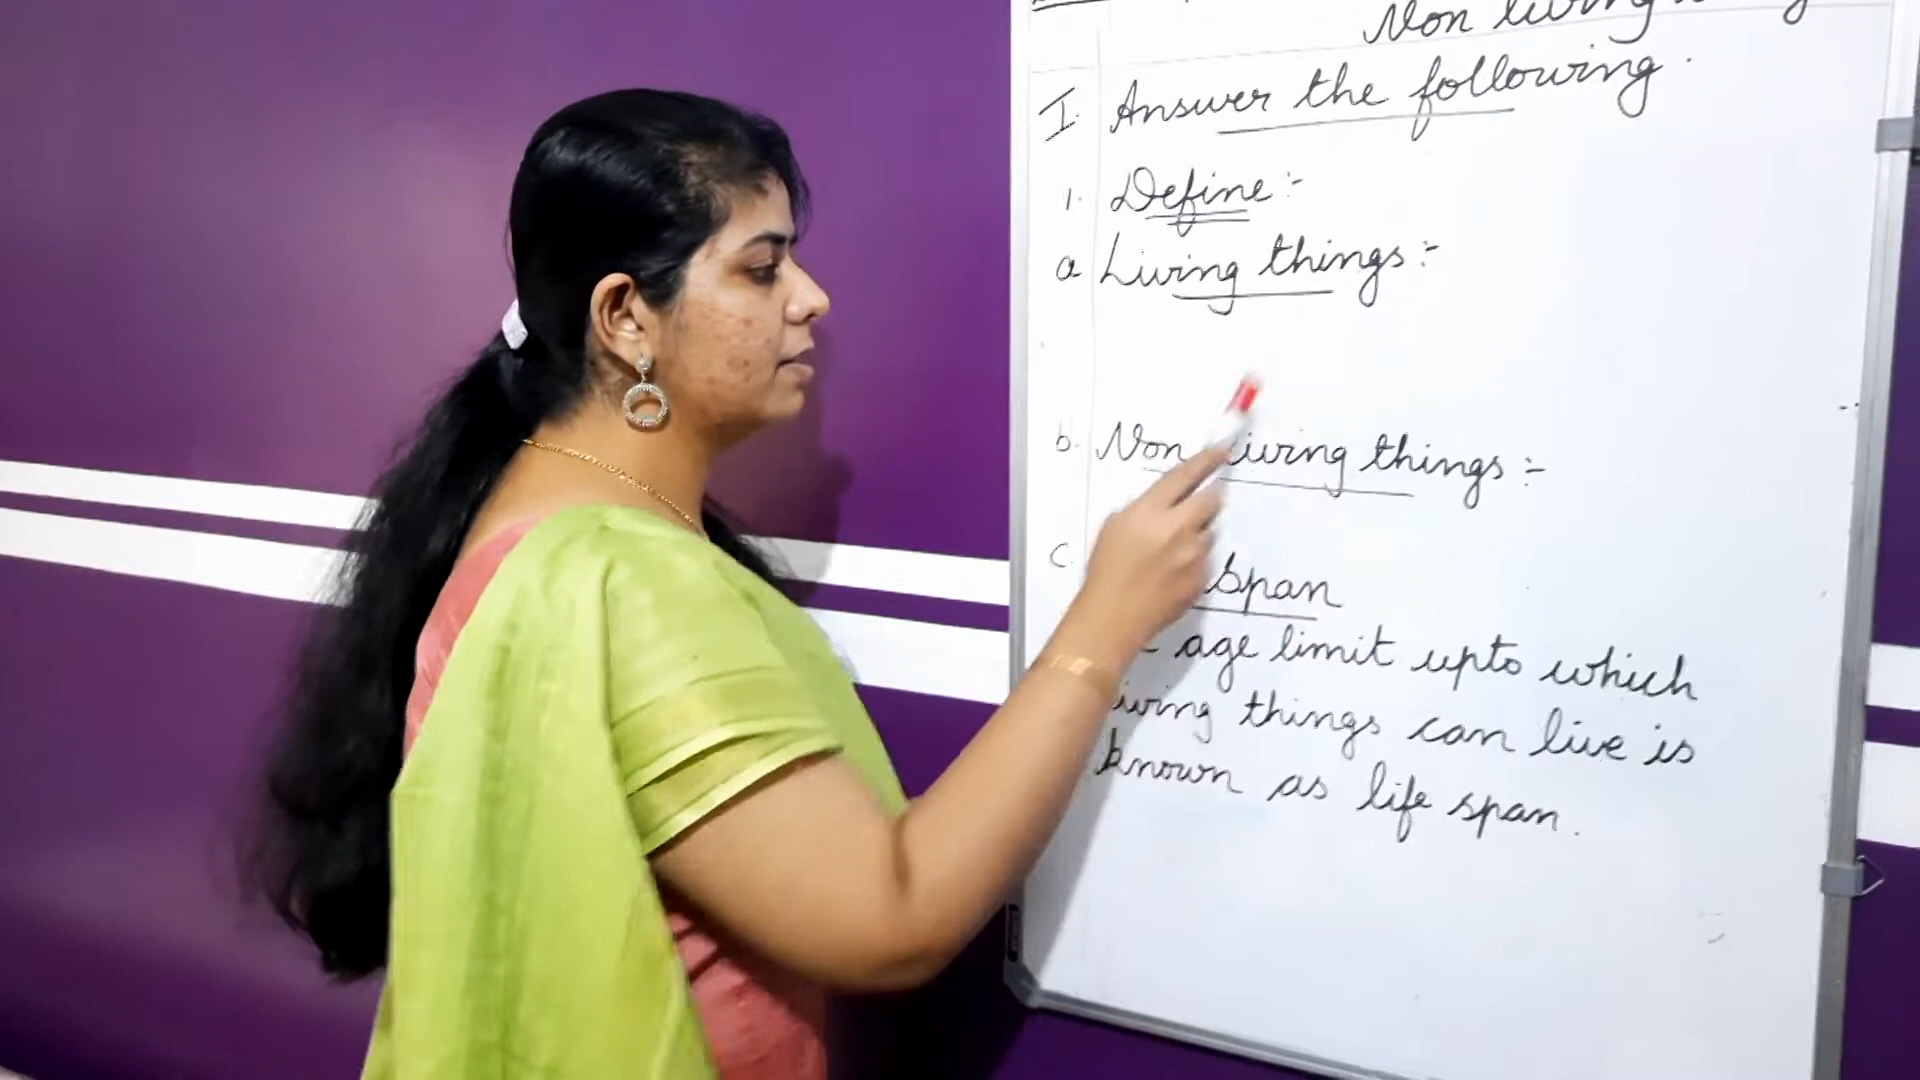 Non living
I. Answer the following.
1. Define :-
a Living things :-
b. Non living things :-
c. Span
age limit upto which
living things can live is
known as life span.